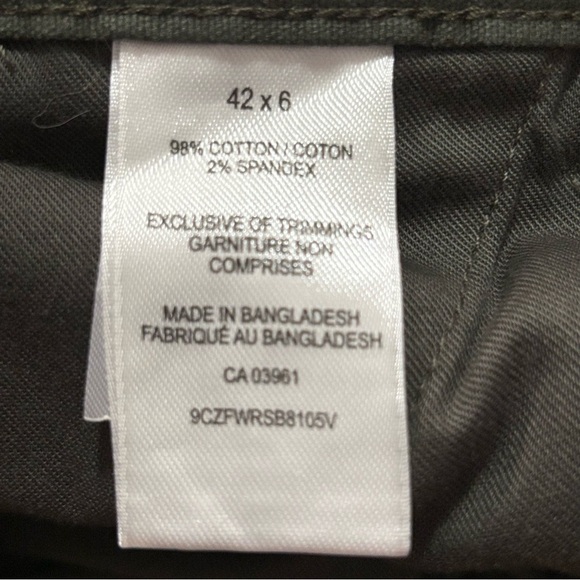 42 x 6
98% COTTON / COTON
2% SPANDEX
EXCLUSIVE OF TRIMMINGS
GARNITURE NON
COMPRISES
MADE IN BANGLADESH
FABRIQUÉ AU BANGLADESH
CA 03961
9CZFWRSB8105V